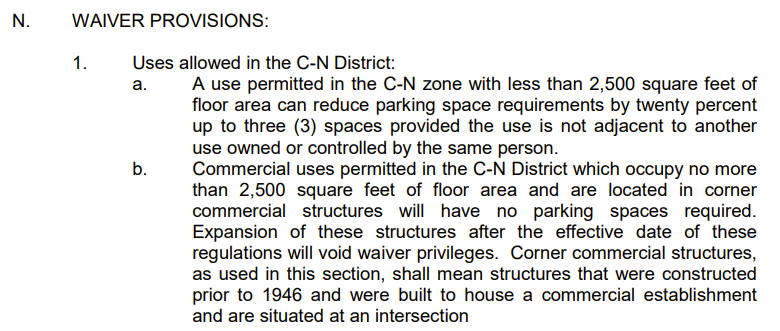 N. WAIVER PROVISIONS:
1. Uses allowed in the C-N District:
a. A use permitted in the C-N zone with less than 2,500 square feet of
floor area can reduce parking space requirements by twenty percent
up to three (3) spaces provided the use is not adjacent to another
use owned or controlled by the same person.
b. Commercial uses permitted in the C-N District which occupy no more
than 2,500 square feet of floor area and are located in corner
commercial structures will have no parking spaces required.
Expansion of these structures after the effective date of these
regulations will void waiver privileges. Corner commercial structures,
as used in this section, shall mean structures that were constructed
prior to 1946 and were built to house a commercial establishment
and are situated at an intersection